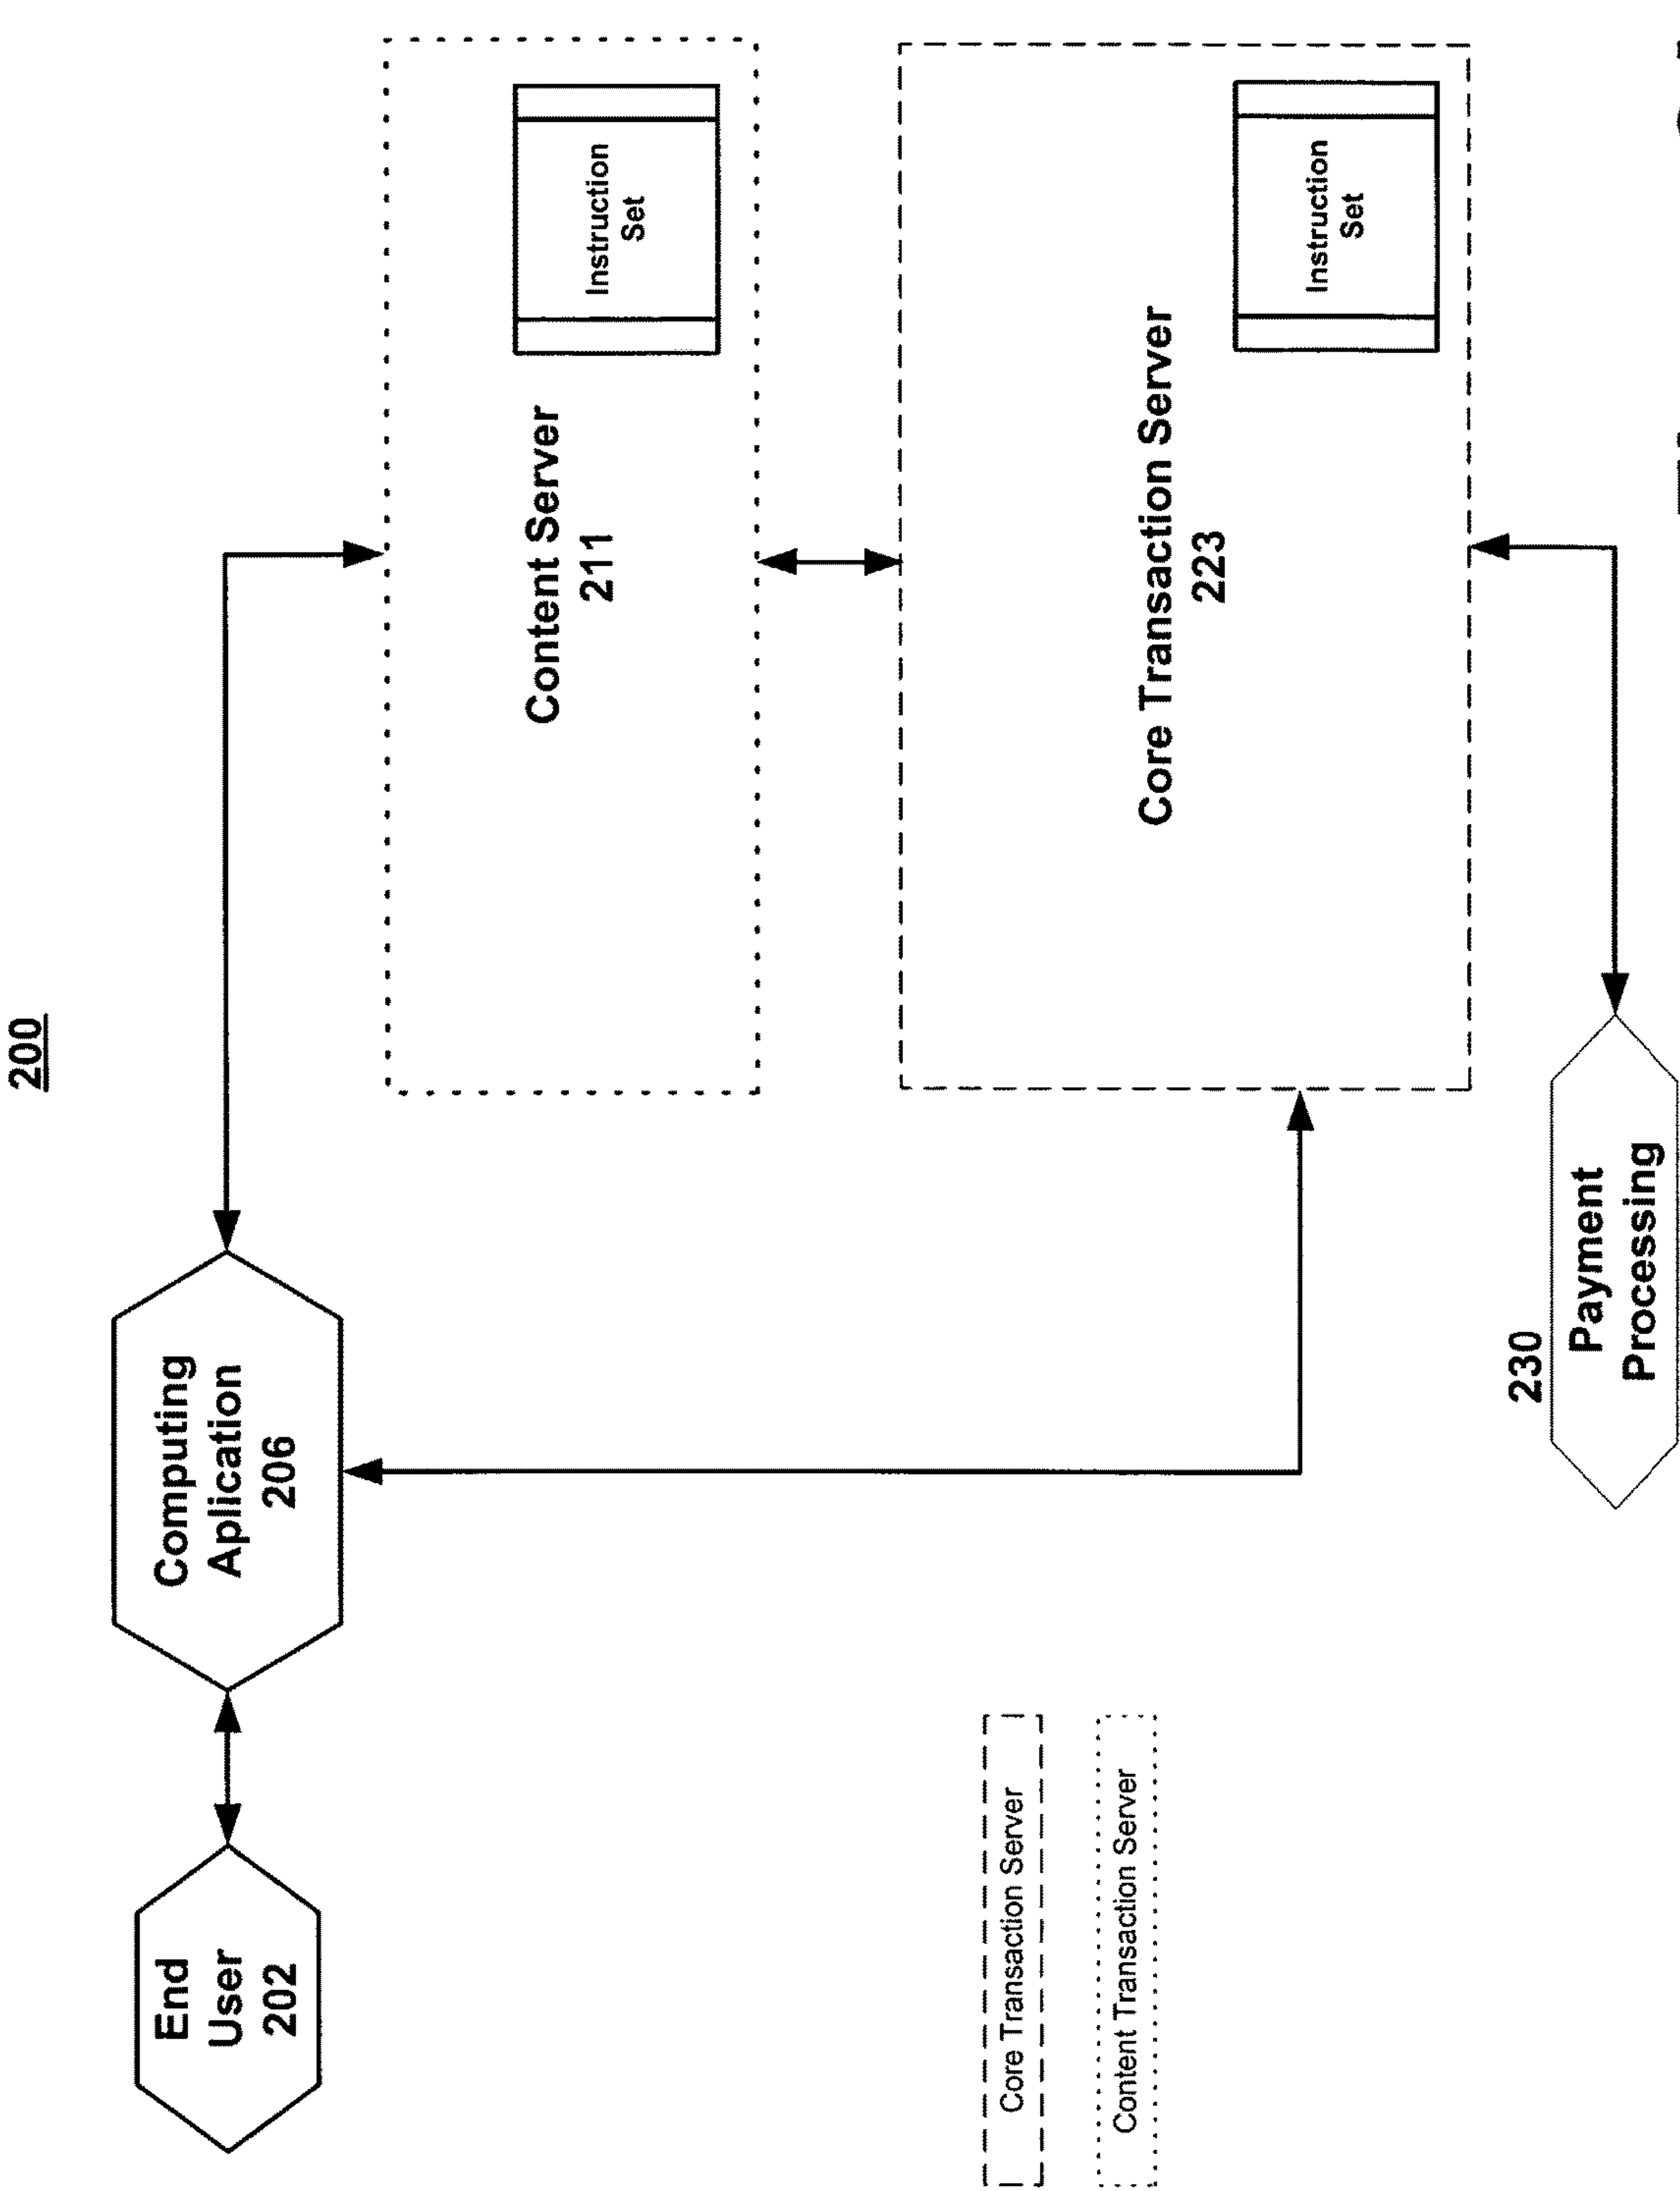 200
End
User
202
Computing
Aplication
206
Content Server
211
Instruction
Set
Core Transaction Server
223
Instruction
Set
Core Transaction Server
Content Transaction Server
230
Payment
Processing